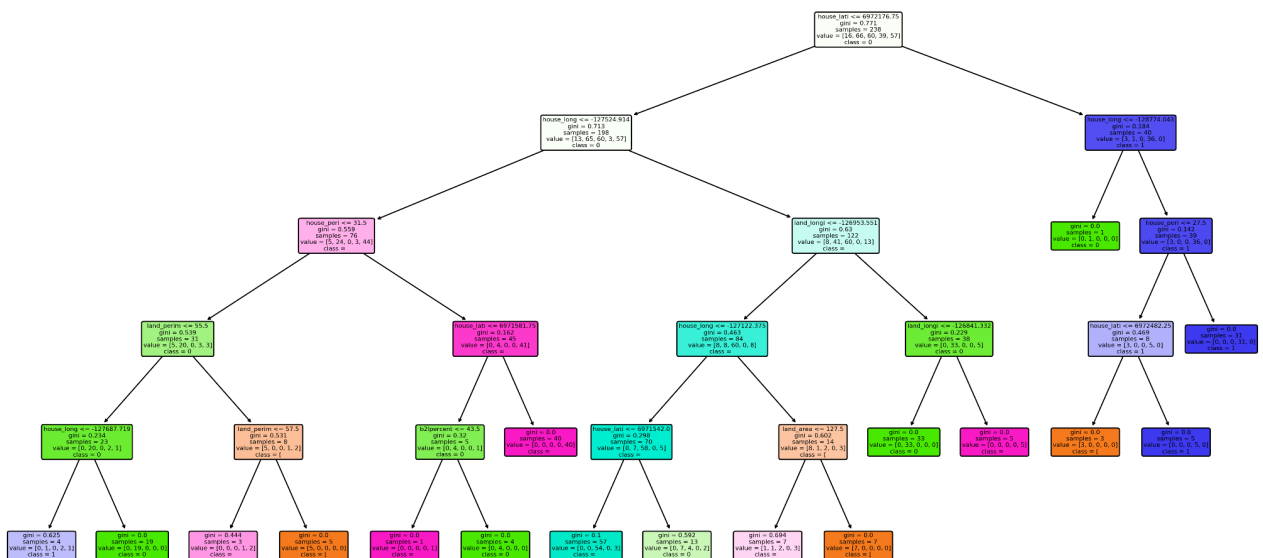 house_lati <= 6972176.75
gini = 0.771
samples = 238
value = [16, 66, 60, 39, 57]
class = 0
house_long <= -127524.914
gini = 0.713
samples = 198
value = [13, 65, 60, 3, 57]
class = 0
house_long <= -128774.043
gini = 0.184
samples = 40
value = [3, 1, 0, 36, 0]
class = 1
house_peri <= 31.5
gini = 0.559
samples = 76
value = [5, 24, 0, 3, 44]
class =
land_longi <= -126953.551
gini = 0.63
samples = 122
value = [8, 41, 60, 0, 13]
class =
gini = 0.0
samples = 1
value = [0, 1, 0, 0, 0]
class = 0
house_peri <= 27.5
gini = 0.142
samples = 39
value = [3, 0, 0, 36, 0]
class = 1
land_perim <= 55.5
gini = 0.539
samples = 31
value = [5, 20, 0, 3, 3]
class = 0
house_lati <= 6971581.75
gini = 0.162
samples = 45
value = [0, 4, 0, 0, 41]
class =
house_long <= -127122.375
gini = 0.463
samples = 84
value = [8, 8, 60, 0, 8]
class =
land_longi <= -126841.332
gini = 0.229
samples = 38
value = [0, 33, 0, 0, 5]
class = 0
house_lati <= 6972482.25
gini = 0.469
samples = 8
value = [3, 0, 0, 5, 0]
class = 1
gini = 0.0
samples = 31
value = [0, 0, 0, 31, 0]
class = 1
house_long <= -127687.719
gini = 0.234
samples = 23
value = [0, 20, 0, 2, 1]
class = 0
land_perim <= 57.5
gini = 0.531
samples = 8
value = [5, 0, 0, 1, 2]
class = [
b2lpercent <= 43.5
gini = 0.32
samples = 5
value = [0, 4, 0, 0, 1]
class = 0
gini = 0.0
samples = 40
value = [0, 0, 0, 0, 40]
class =
house_lati <= 6971542.0
gini = 0.298
samples = 70
value = [0, 7, 58, 0, 5]
class =
land_area <= 127.5
gini = 0.602
samples = 14
value = [8, 1, 2, 0, 3]
class = [
gini = 0.0
samples = 33
value = [0, 33, 0, 0, 0]
class = 0
gini = 0.0
samples = 5
value = [0, 0, 0, 0, 5]
class =
gini = 0.0
samples = 3
value = [3, 0, 0, 0, 0]
class = [
gini = 0.0
samples = 5
value = [0, 0, 0, 5, 0]
class = 1
gini = 0.625
samples = 4
value = [0, 1, 0, 2, 1]
class = 1
gini = 0.0
samples = 19
value = [0, 19, 0, 0, 0]
class = 0
gini = 0.444
samples = 3
value = [0, 0, 0, 1, 2]
class =
gini = 0.0
samples = 5
value = [5, 0, 0, 0, 0]
class = [
gini = 0.0
samples = 1
value = [0, 0, 0, 0, 1]
class =
gini = 0.0
samples = 4
value = [0, 4, 0, 0, 0]
class = 0
gini = 0.1
samples = 57
value = [0, 0, 54, 0, 3]
class =
gini = 0.592
samples = 13
value = [0, 7, 4, 0, 2]
class = 0
gini = 0.694
samples = 7
value = [1, 1, 2, 0, 3]
class =
gini = 0.0
samples = 7
value = [7, 0, 0, 0, 0]
class = [